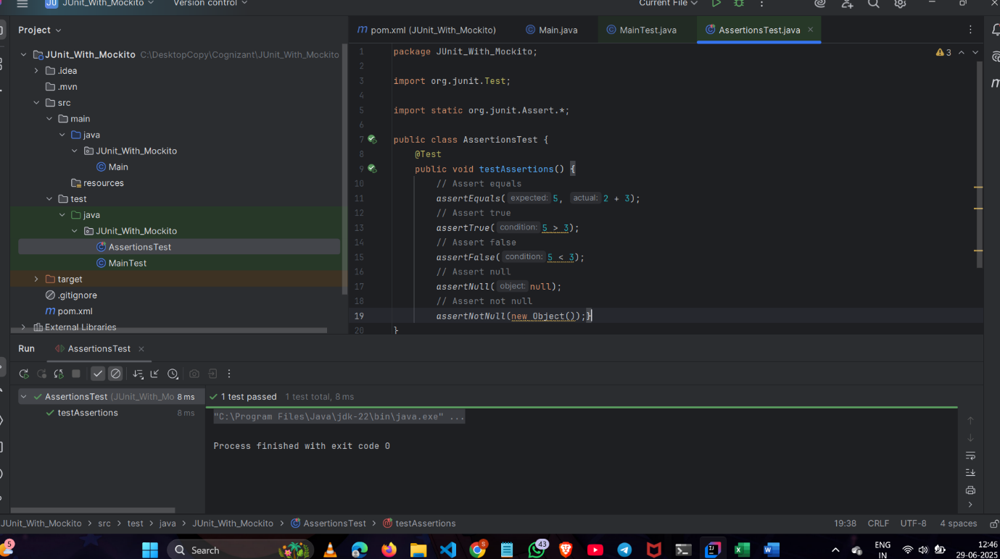 JU JUnit_With_Mockito Version control Current File
Project
pom.xml (JUnit_With_Mockito) Main.java MainTest.java AssertionsTest.java
JUnit_With_Mockito C:\DesktopCopy\Cognizant\JUnit_With_Mockito
.idea
.mvn
src
main
java
JUnit_With_Mockito
Main
resources
test
java
JUnit_With_Mockito
AssertionsTest
MainTest
target
.gitignore
pom.xml
External Libraries
3
1 package JUnit_With_Mockito;
2
3 import org.junit.Test;
4
5 import static org.junit.Assert.*;
6
7 public class AssertionsTest {
8 @Test
9 public void testAssertions() {
10 // Assert equals
11 assertEquals( expected: 5, actual: 2 + 3);
12 // Assert true
13 assertTrue( condition: 5 > 3);
14 // Assert false
15 assertFalse( condition: 5 < 3);
16 // Assert null
17 assertNull( object: null);
18 // Assert not null
19 assertNotNull(new Object());}
20 }
Run AssertionsTest
AssertionsTest (JUnit_With_Mo 8 ms
testAssertions 8 ms
1 test passed 1 test total, 8 ms
"C:\Program Files\Java\jdk-22\bin\java.exe" ...
Process finished with exit code 0
JUnit_With_Mockito > src > test > java > JUnit_With_Mockito > AssertionsTest > testAssertions 19:38 CRLF UTF-8 4 spaces
5 Search 5 43 ENG 12:46
IN 29-06-2025